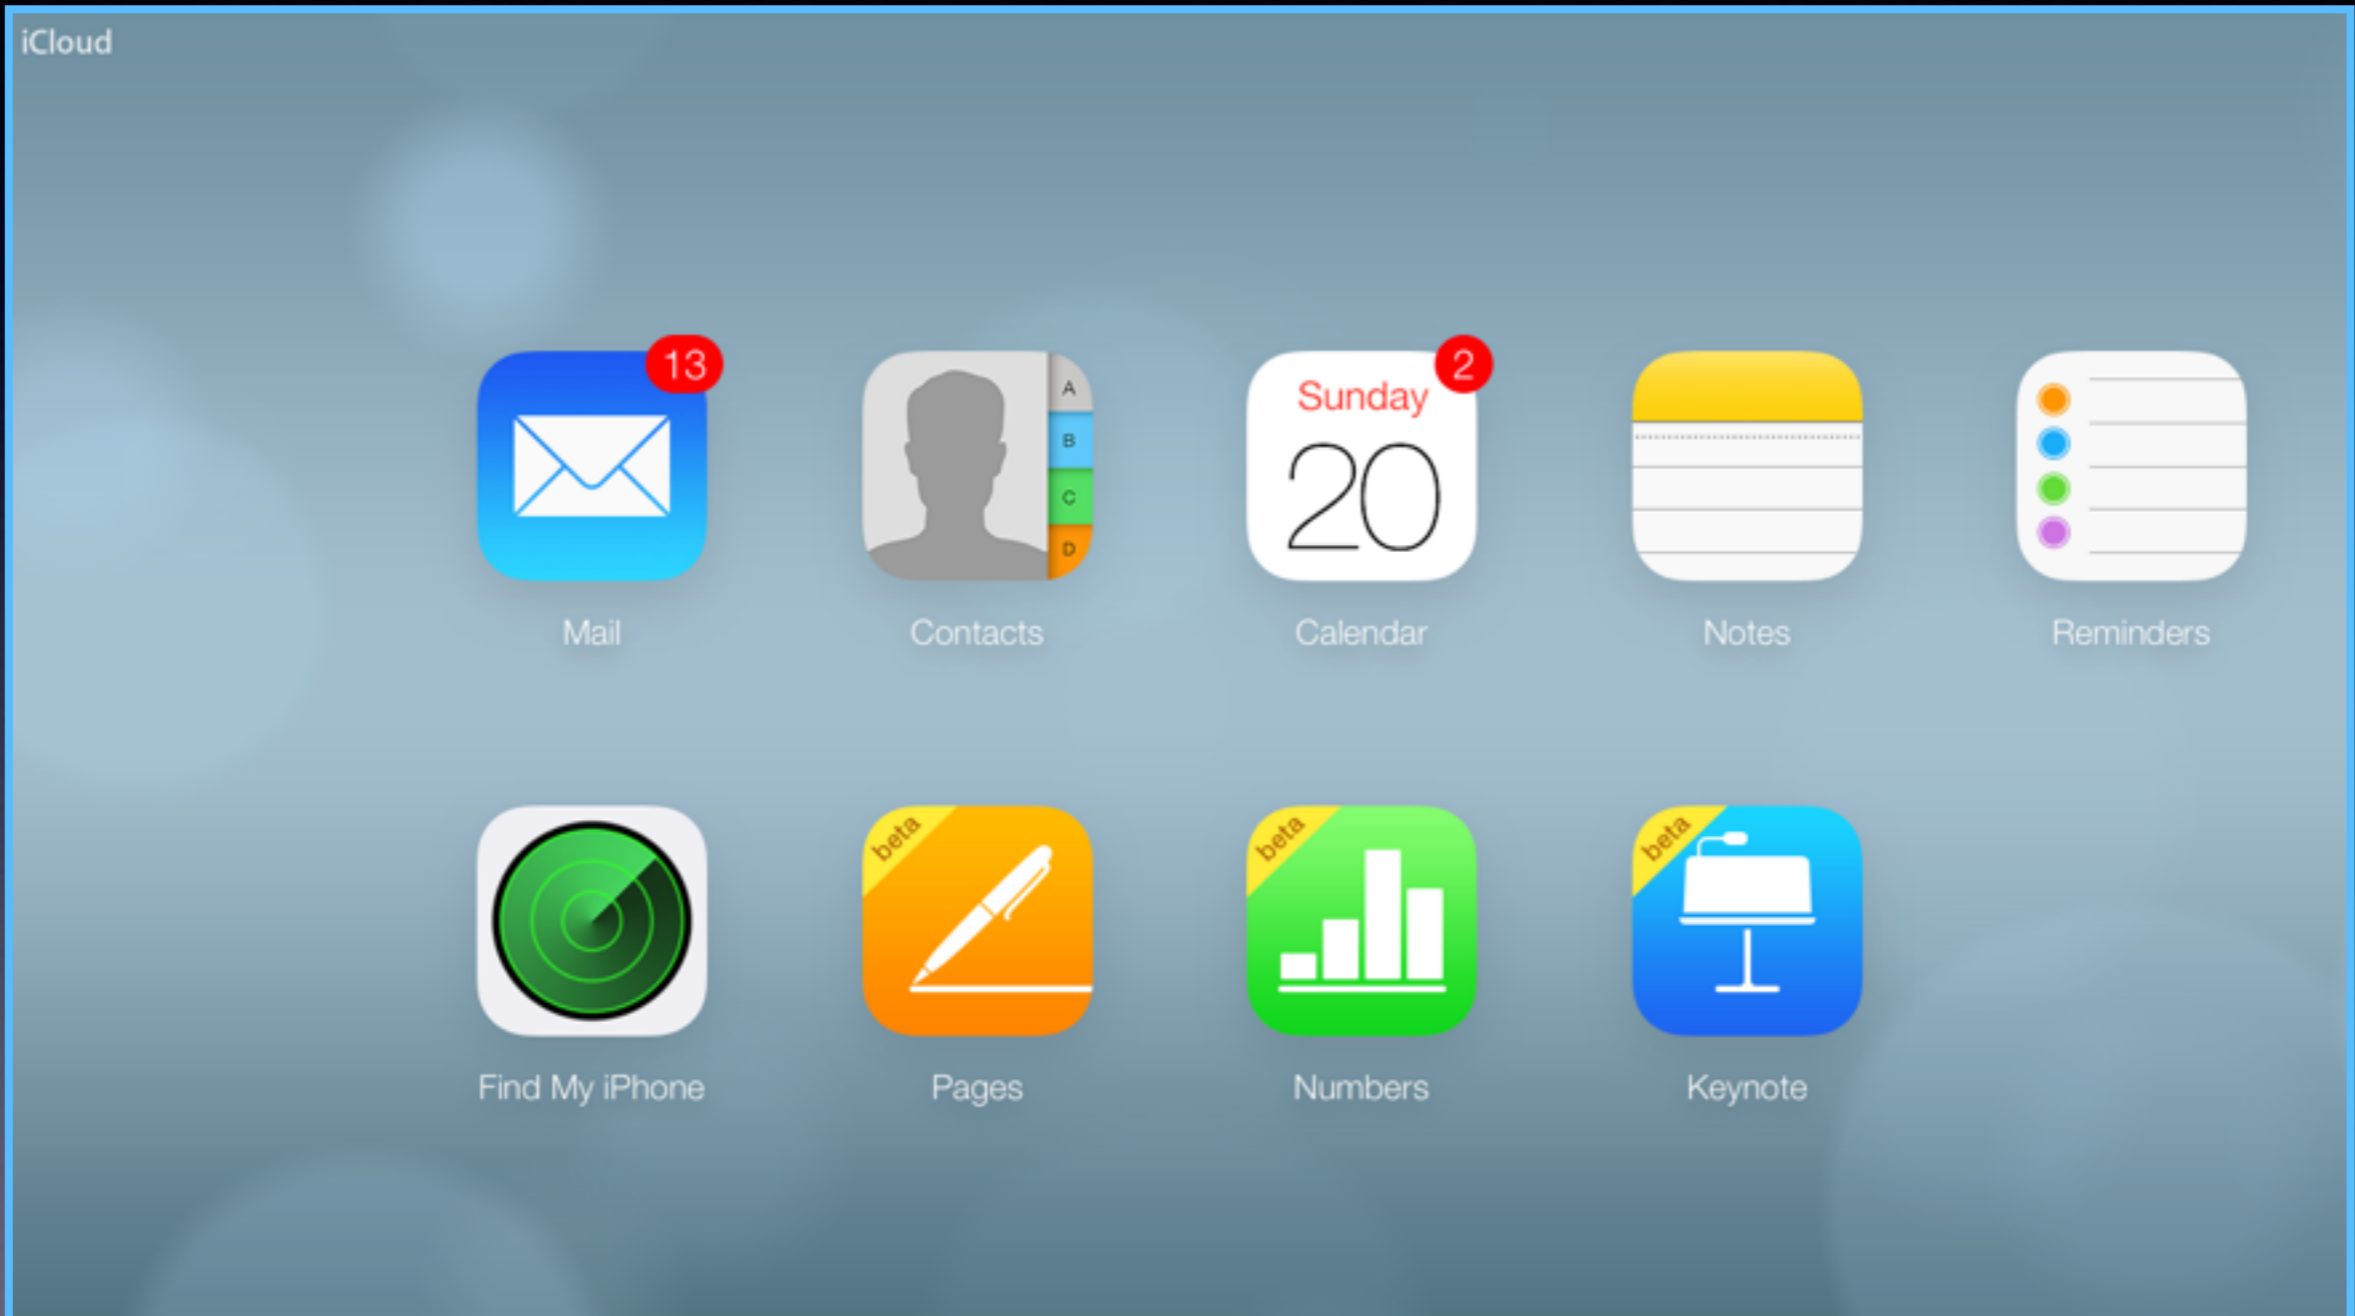 iCloud
13
2
Sunday
20
A
B
C
D
Mail
Contacts
Calendar
Notes
Reminders
beta
beta
beta
Find My iPhone
Pages
Numbers
Keynote